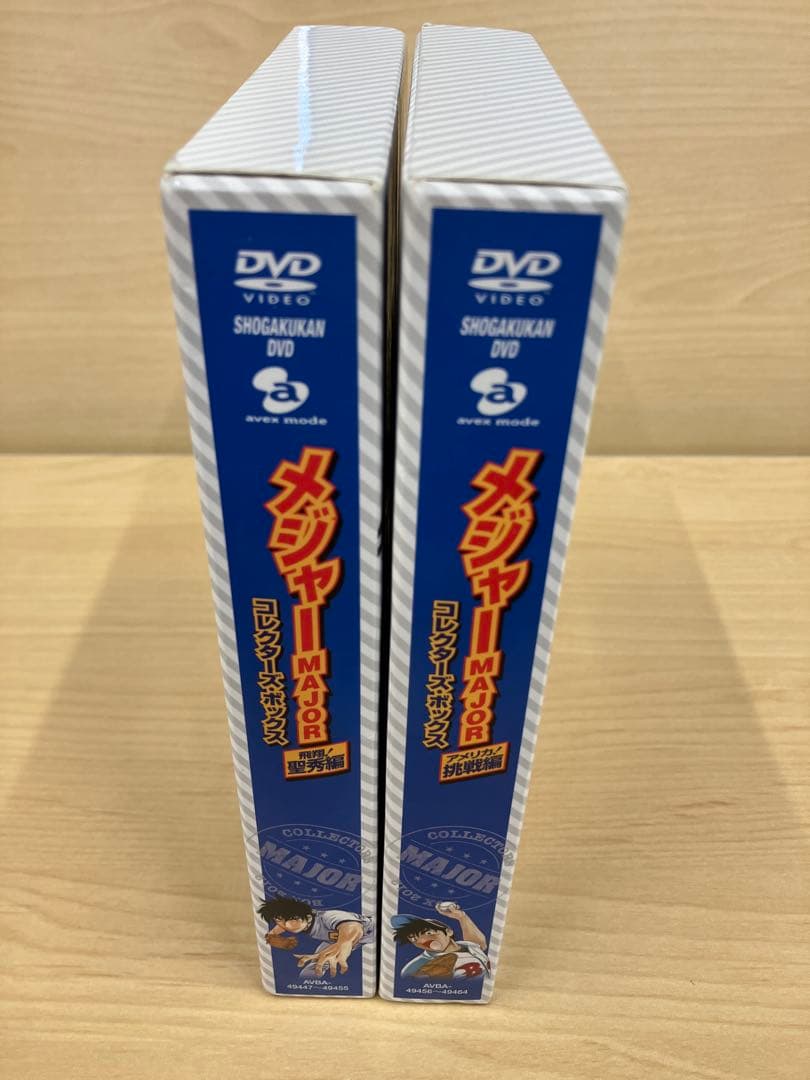 DVD
VIDEO
SHOGAKUKAN
DVD
a
avex mode
メジャー
MAJOR
コレクターズ・ボックス
飛翔!
聖秀編
COLLECTORS
MAJOR
BOX
AVBA-
49447〜49455
DVD
VIDEO
SHOGAKUKAN
DVD
a
avex mode
メジャー
MAJOR
コレクターズ・ボックス
アメリカ!
挑戦編
COLLECTORS
MAJOR
AVBA-
49456〜49464